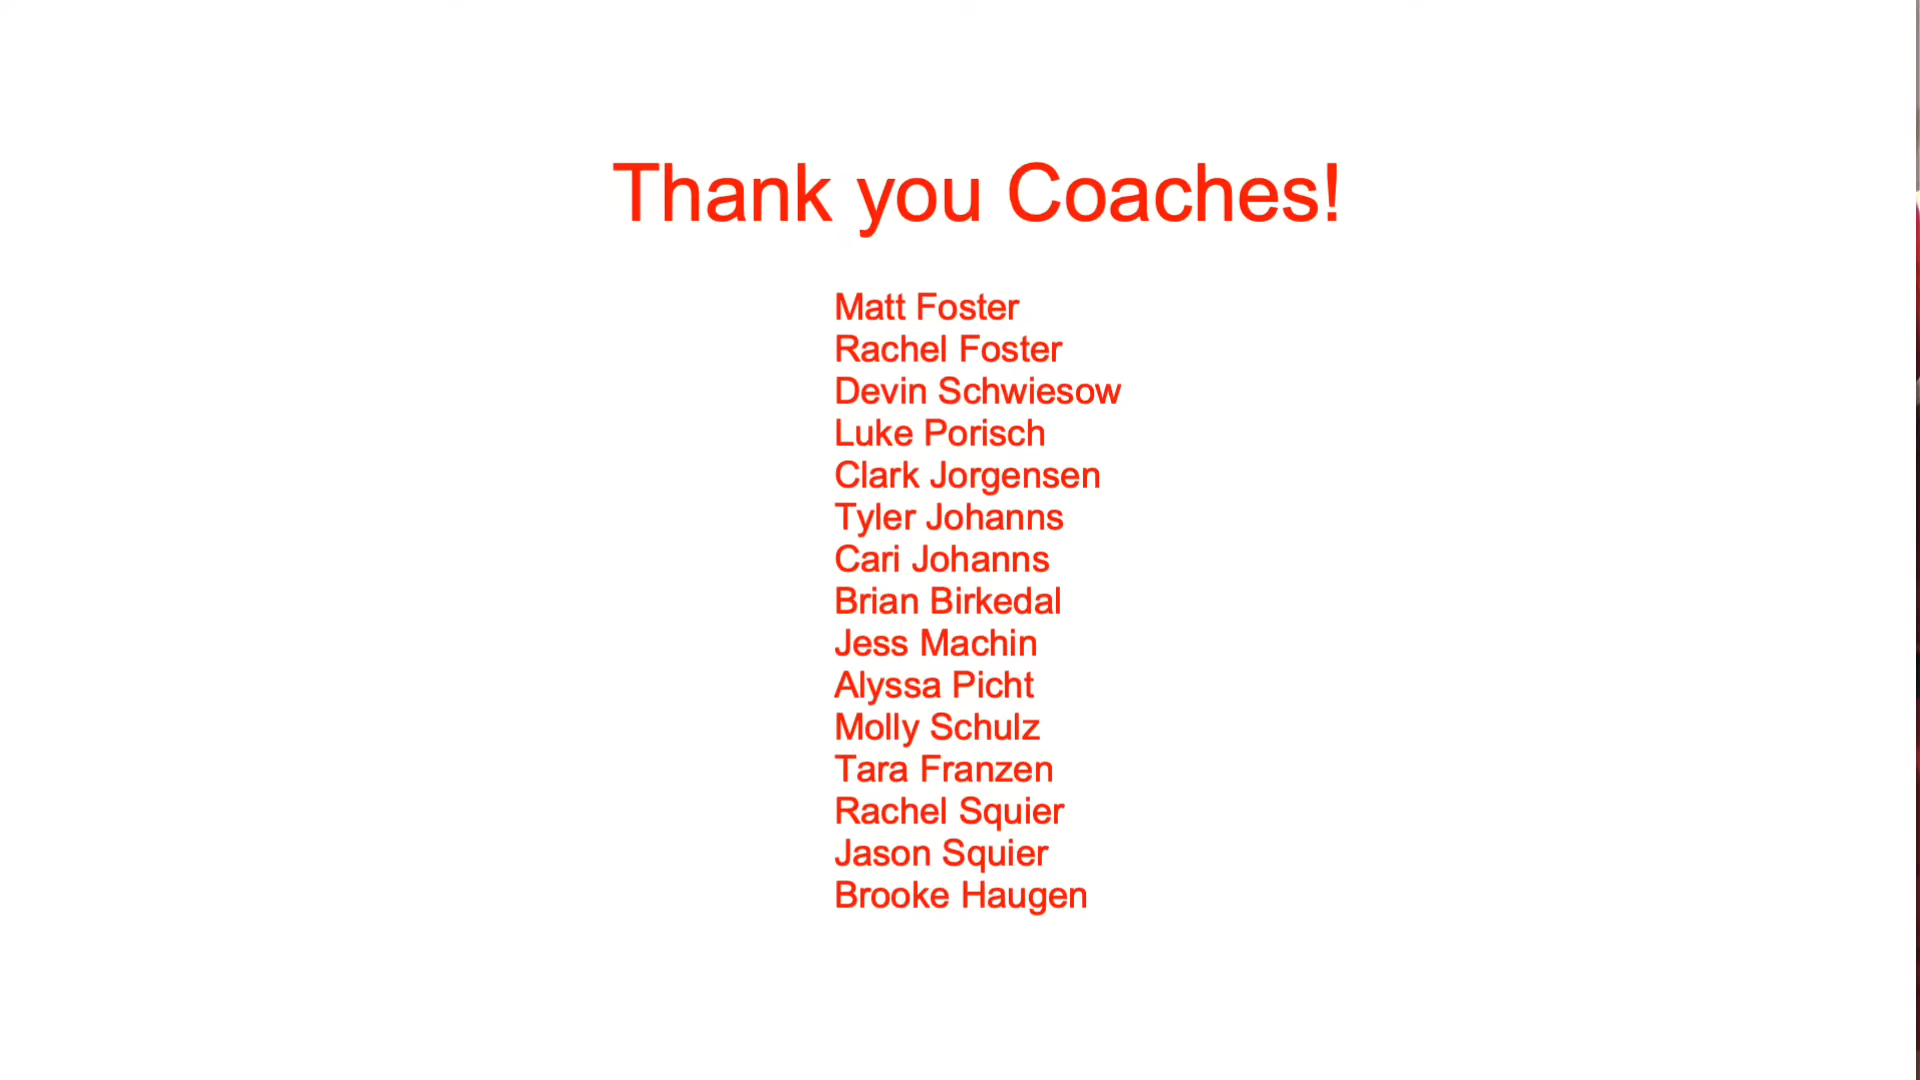 Thank you Coaches!
Matt Foster
Rachel Foster
Devin Schwiesow
Luke Porisch
Clark Jorgensen
Tyler Johanns
Cari Johanns
Brian Birkedal
Jess Machin
Alyssa Picht
Molly Schulz
Tara Franzen
Rachel Squier
Jason Squier
Brooke Haugen